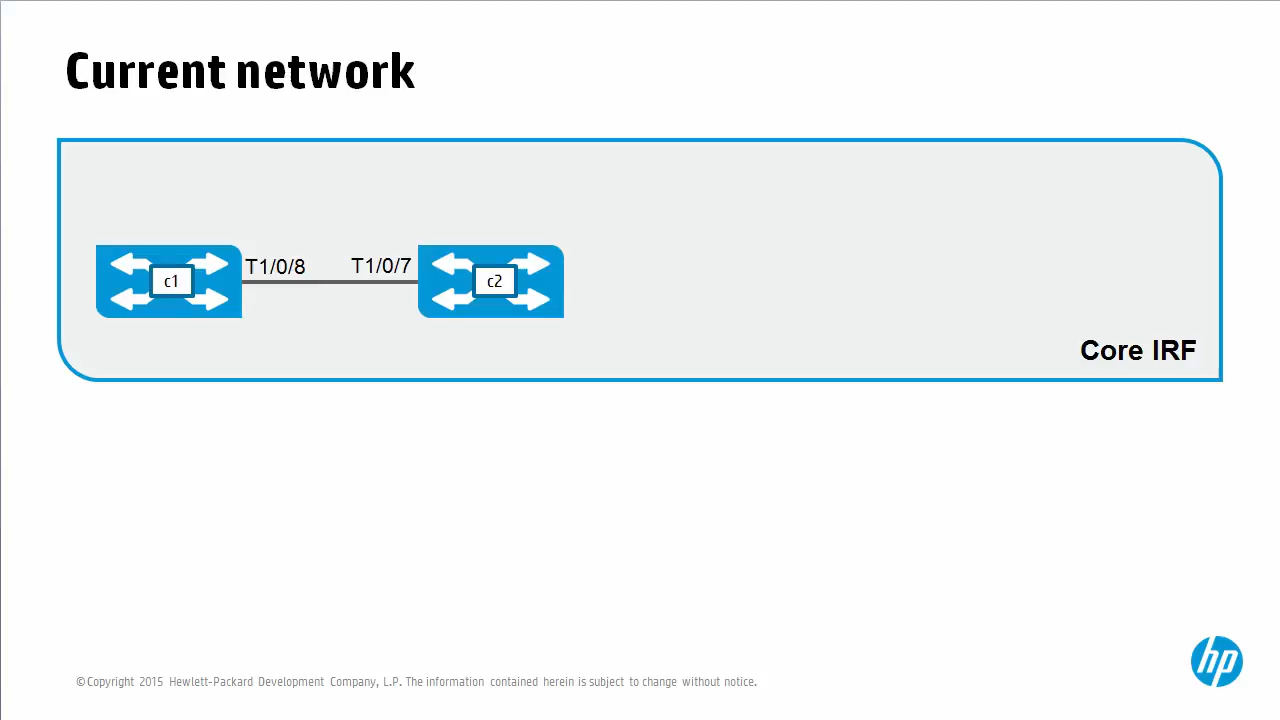 Current network
T1/0/8 T1/0/7
c1 c2
Core IRF
hp
©Copyright 2015 Hewlett-Packard Development Company, L.P. The information contained herein is subject to change without notice.